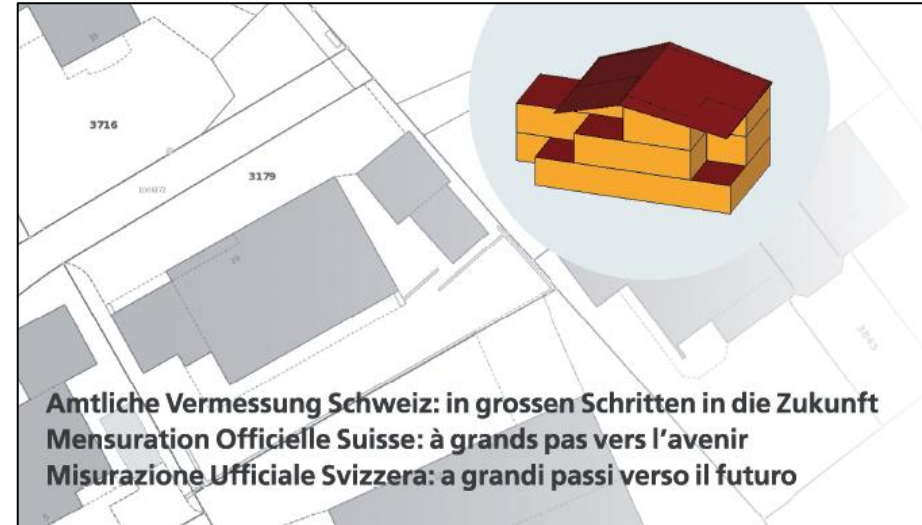 3716
3179
3845
Amtliche Vermessung Schweiz: in grossen Schritten in die Zukunft
Mensuration Officielle Suisse: à grands pas vers l'avenir
Misurazione Ufficiale Svizzera: a grandi passi verso il futuro